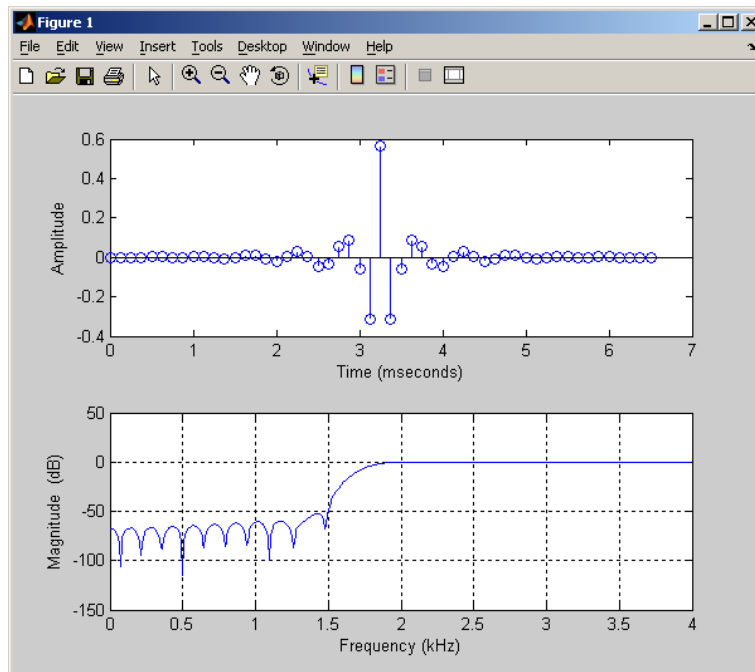 Figure 1
File Edit View Insert Tools Desktop Window Help
0.6
0.4
0.2
0
-0.2
-0.4
Amplitude
0 1 2 3 4 5 6 7
Time (mseconds)
50
0
-50
-100
-150
Magnitude (dB)
0 0.5 1 1.5 2 2.5 3 3.5 4
Frequency (kHz)